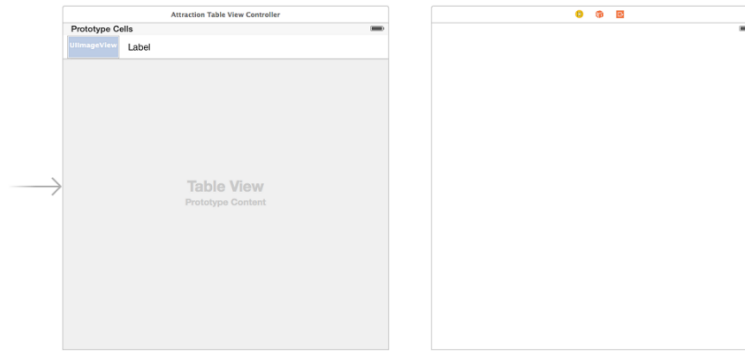 Attraction Table View Controller
Prototype Cells
UIImageView Label
Table View
Prototype Content